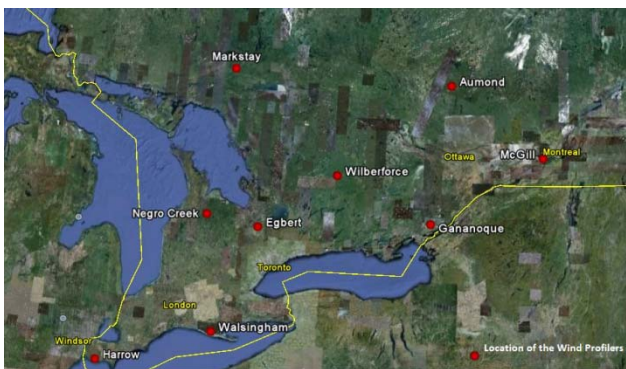 Markstay
Aumond
Ottawa
McGill
Montreal
Wilberforce
Negro Creek
Egbert
Gananoque
Toronto
London
Walsingham
Windsor
Harrow
Location of the Wind Profilers